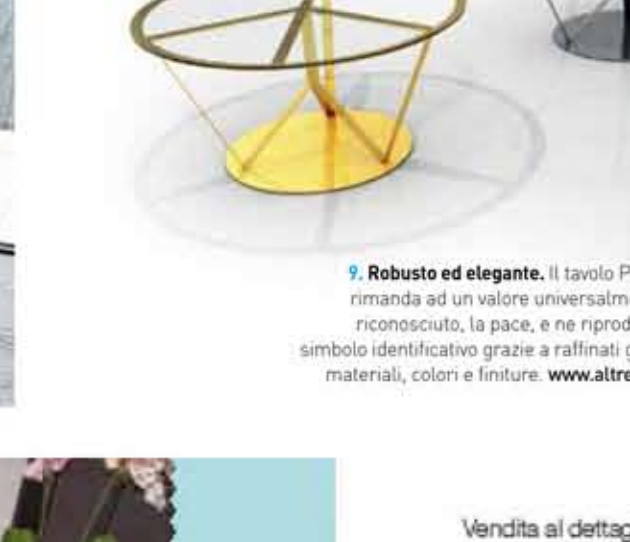 9. Robusto ed elegante. Il tavolo P
rimanda ad un valore universalm
riconosciuto, la pace, e ne riprod
simbolo identificativo grazie a raffinati g
materiali, colori e finiture. www.altre
Vendita al dettag